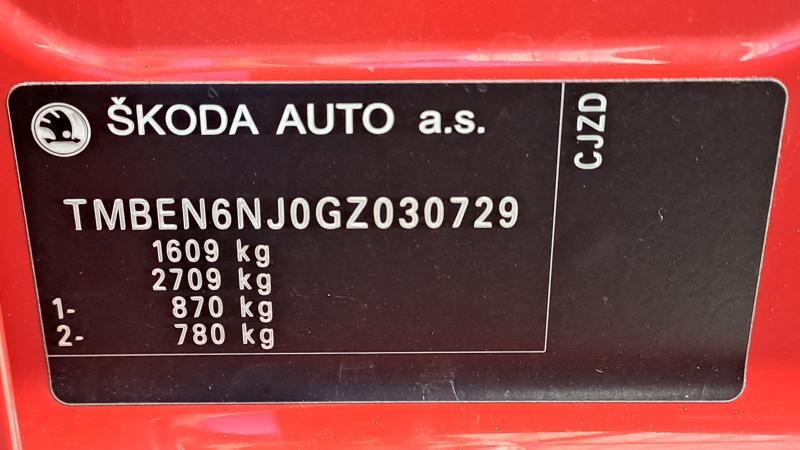 ŠKODA AUTO a.s.
TMBEN6NJ0GZ030729
1609 kg
2709 kg
1- 870 kg
2- 780 kg
CJZD